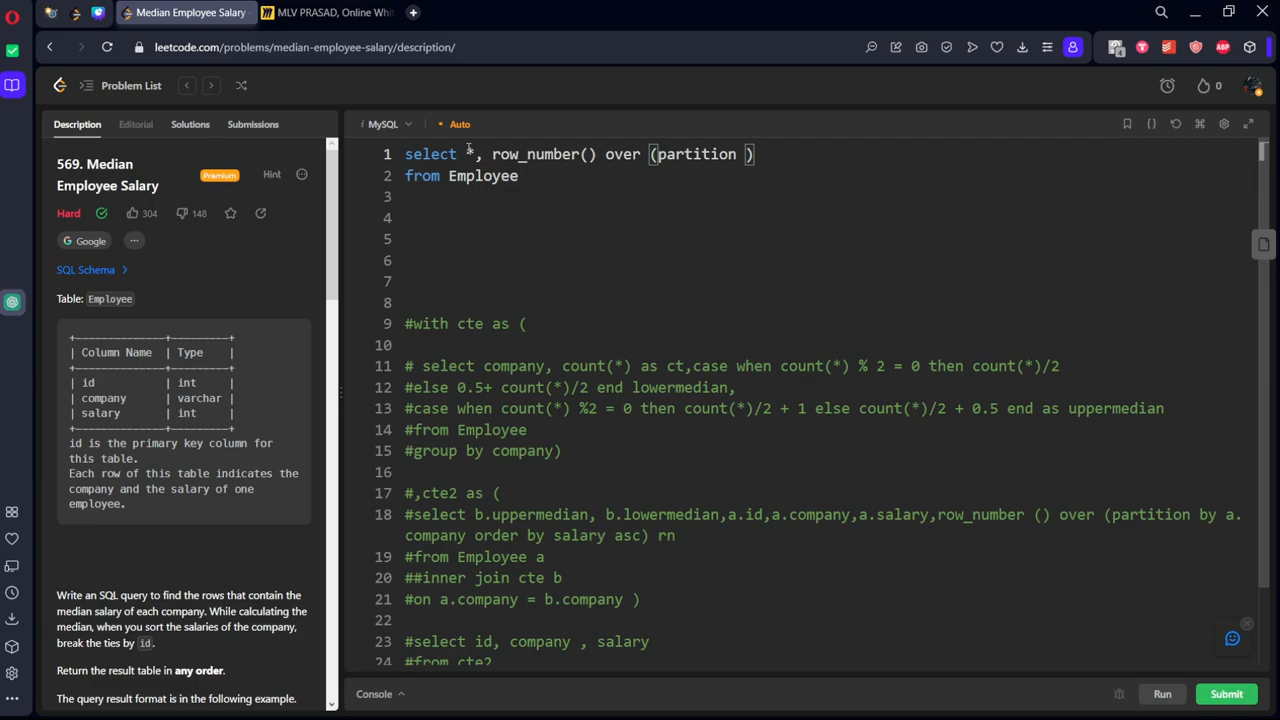 Median Employee Salary
MLV PRASAD, Online Whi
leetcode.com/problems/median-employee-salary/description/
4
ABP
Problem List
0
Description
Editorial
Solutions
Submissions
569. Median
Employee Salary
Premium
Hint
Hard
304
148
Google
SQL Schema
Table: Employee
+-------------+---------+
| Column Name | Type    |
+-------------+---------+
| id          | int     |
| company     | varchar |
| salary      | int     |
+-------------+---------+
id is the primary key column for
this table.
Each row of this table indicates the
company and the salary of one
employee.
Write an SQL query to find the rows that contain the
median salary of each company. While calculating the
median, when you sort the salaries of the company,
break the ties by id.
Return the result table in any order.
The query result format is in the following example.
i MySQL
• Auto
1 select *, row_number() over (partition )
2 from Employee
3
4
5
6
7
8
9 #with cte as (
10
11 # select company, count(*) as ct,case when count(*) % 2 = 0 then count(*)/2
12 #else 0.5+ count(*)/2 end lowermedian,
13 #case when count(*) %2 = 0 then count(*)/2 + 1 else count(*)/2 + 0.5 end as uppermedian
14 #from Employee
15 #group by company)
16
17 #,cte2 as (
18 #select b.uppermedian, b.lowermedian,a.id,a.company,a.salary,row_number () over (partition by a.
company order by salary asc) rn
19 #from Employee a
20 ##inner join cte b
21 #on a.company = b.company )
22
23 #select id, company , salary
24 #from cte2
Console
Run
Submit